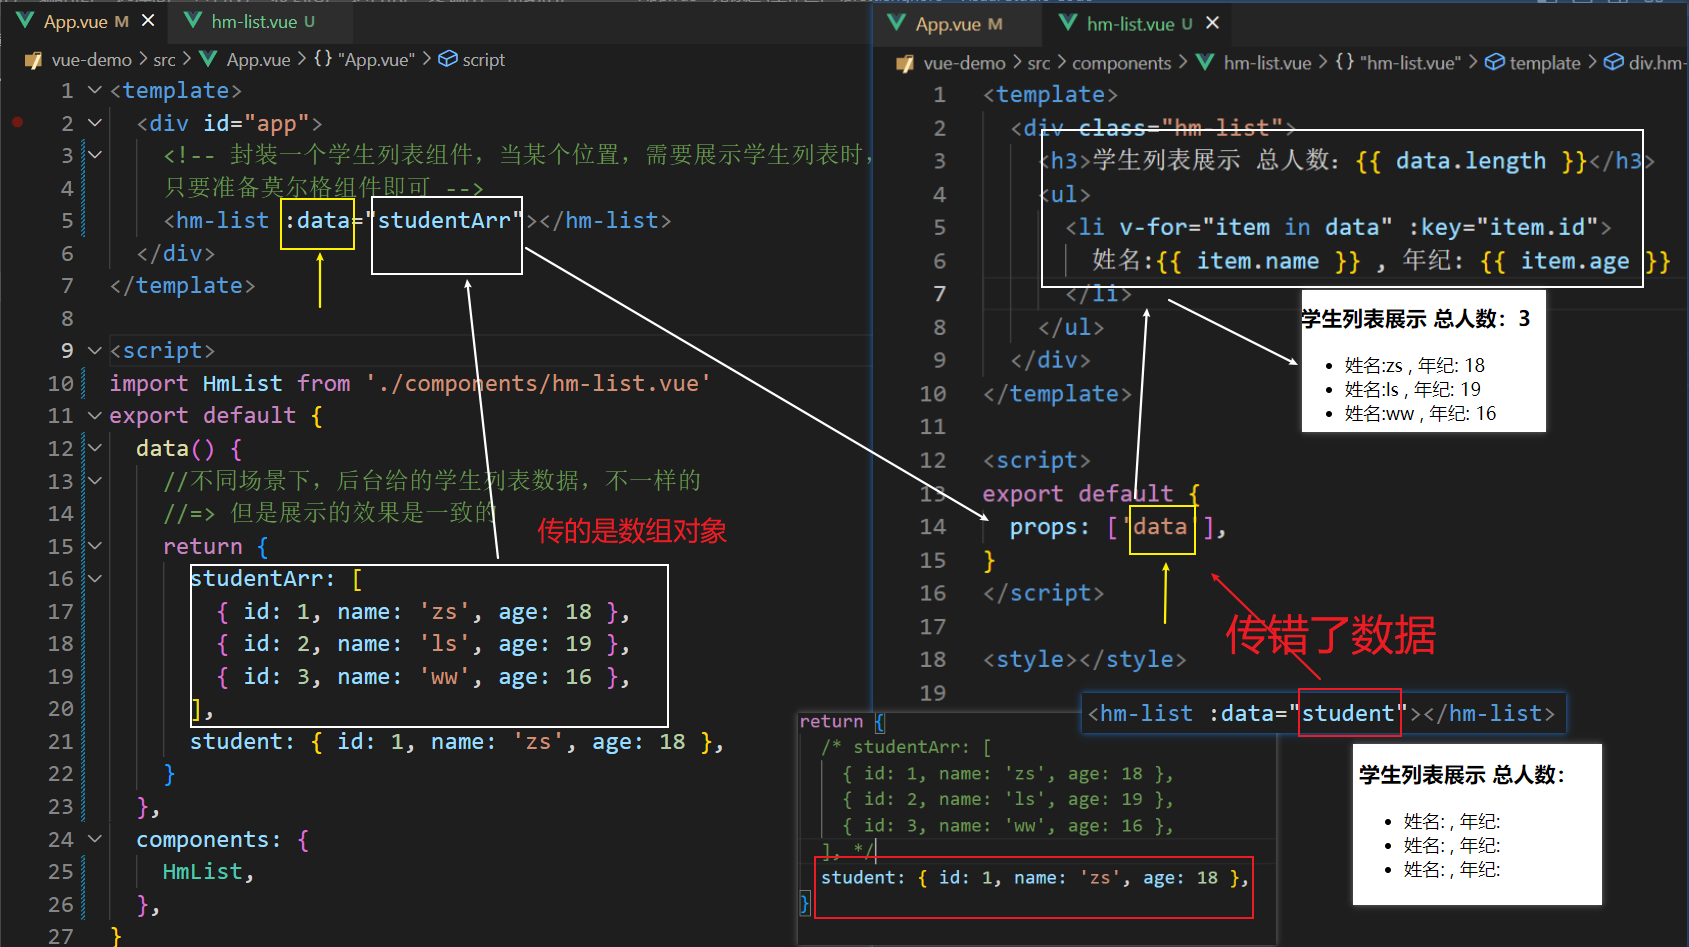 App.vue M
hm-list.vue U
vue-demo > src > App.vue > {} "App.vue" > script
1 <template>
2 <div id="app">
3 <!-- 封装一个学生列表组件，当某个位置，需要展示学生列表时，
4 只要准备莫尔格组件即可 -->
5 <hm-list :data="studentArr"></hm-list>
6 </div>
7 </template>
8
9 <script>
10 import HmList from './components/hm-list.vue'
11 export default {
12 data() {
13 //不同场景下，后台给的学生列表数据，不一样的
14 //=> 但是展示的效果是一致的
传的是数组对象
15 return {
16 studentArr: [
17 { id: 1, name: 'zs', age: 18 },
18 { id: 2, name: 'ls', age: 19 },
19 { id: 3, name: 'ww', age: 16 },
20 ],
21 student: { id: 1, name: 'zs', age: 18 },
22 }
23 },
24 components: {
25 HmList,
26 },
27 }
App.vue M
hm-list.vue U
vue-demo > src > components > hm-list.vue > {} "hm-list.vue" > template > div.hm-
1 <template>
2 <div class="hm-list">
3 <h3>学生列表展示 总人数: {{ data.length }}</h3>
4 <ul>
5 <li v-for="item in data" :key="item.id">
6 姓名:{{ item.name }} , 年纪: {{ item.age }}
7 </li>
8 </ul>
9 </div>
10 </template>
11
12 <script>
13 export default {
14 props: ['data'],
15 }
16 </script>
17
18 <style></style>
19
学生列表展示 总人数：3
• 姓名:zs , 年纪: 18
• 姓名:ls , 年纪: 19
• 姓名:ww , 年纪: 16
传错了数据
<hm-list :data="student"></hm-list>
return {
/* studentArr: [
{ id: 1, name: 'zs', age: 18 },
{ id: 2, name: 'ls', age: 19 },
{ id: 3, name: 'ww', age: 16 },
], */
student: { id: 1, name: 'zs', age: 18 },
}
学生列表展示 总人数：
• 姓名: , 年纪:
• 姓名: , 年纪:
• 姓名: , 年纪: